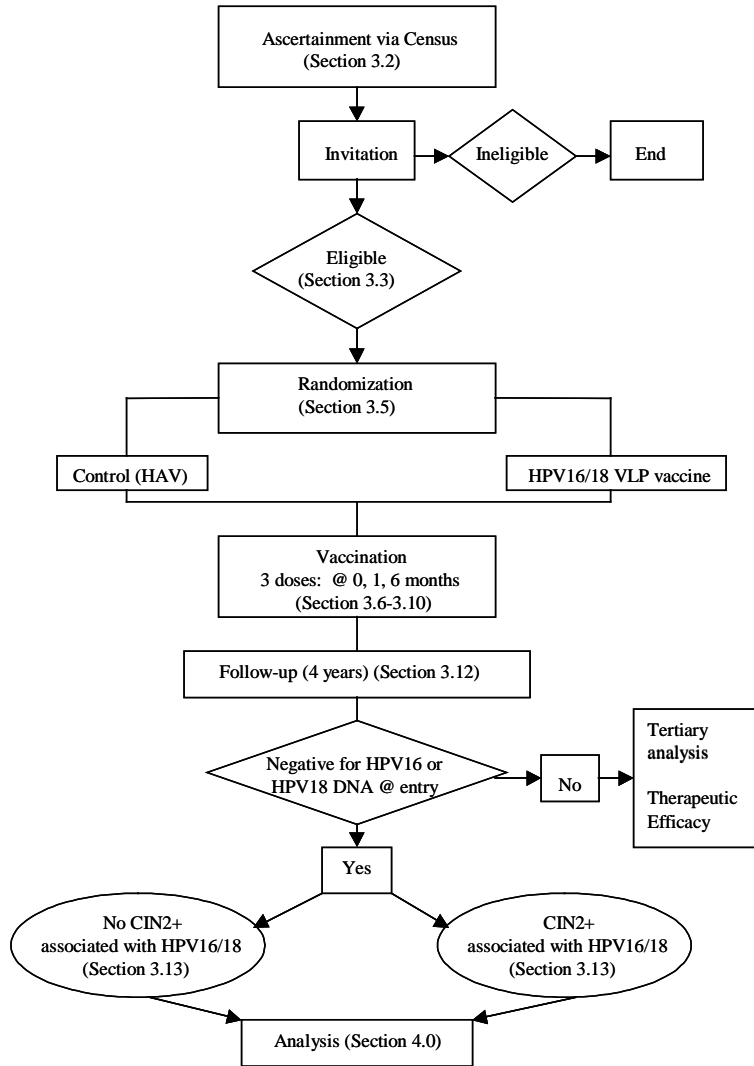 Ascertainment via Census
(Section 3.2)
Invitation
Ineligible
End
Eligible
(Section 3.3)
Randomization
(Section 3.5)
Control (HAV)
HPV16/18 VLP vaccine
Vaccination
3 doses: @ 0, 1, 6 months
(Section 3.6-3.10)
Follow-up (4 years) (Section 3.12)
Negative for HPV16 or
HPV18 DNA @ entry
No
Tertiary
analysis
Therapeutic
Efficacy
Yes
No CIN2+
associated with HPV16/18
(Section 3.13)
CIN2+
associated with HPV16/18
(Section 3.13)
Analysis (Section 4.0)